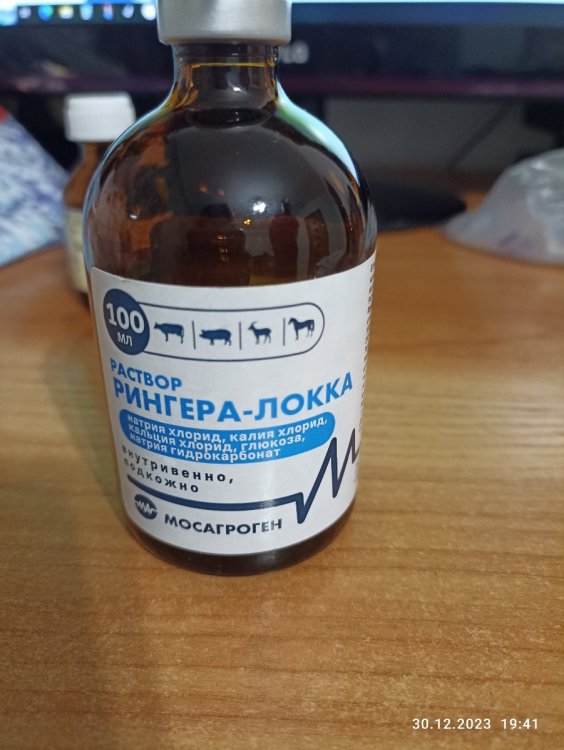 100
МЛ
РАСТВОР
РИНГЕРА-ЛОККА
натрия хлорид, калия хлорид,
кальция хлорид, глюкоза,
натрия гидрокарбонат
внутривенно,
подкожно
МОСАГРОГЕН
30.12.2023 19:41